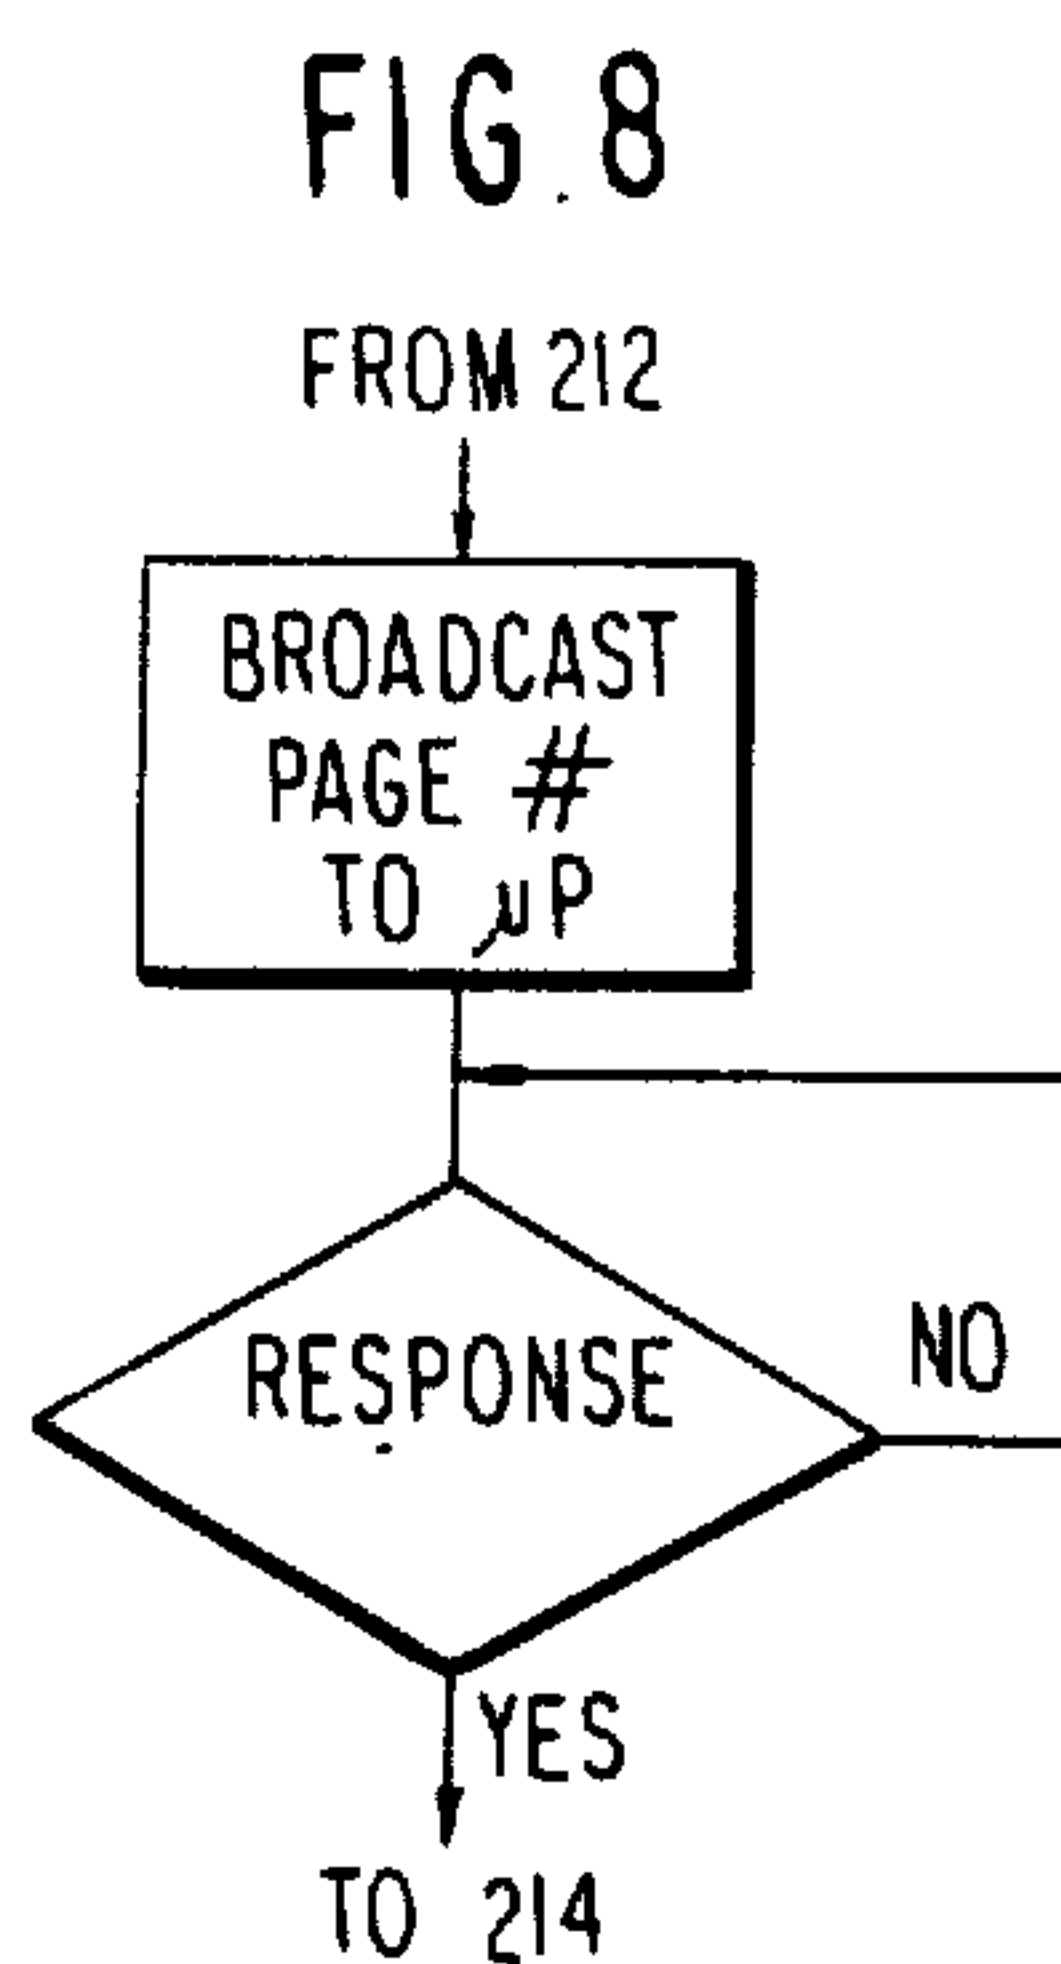 FIG. 8
FROM 212
BROADCAST
PAGE #
TO µP
RESPONSE
NO
YES
TO 214